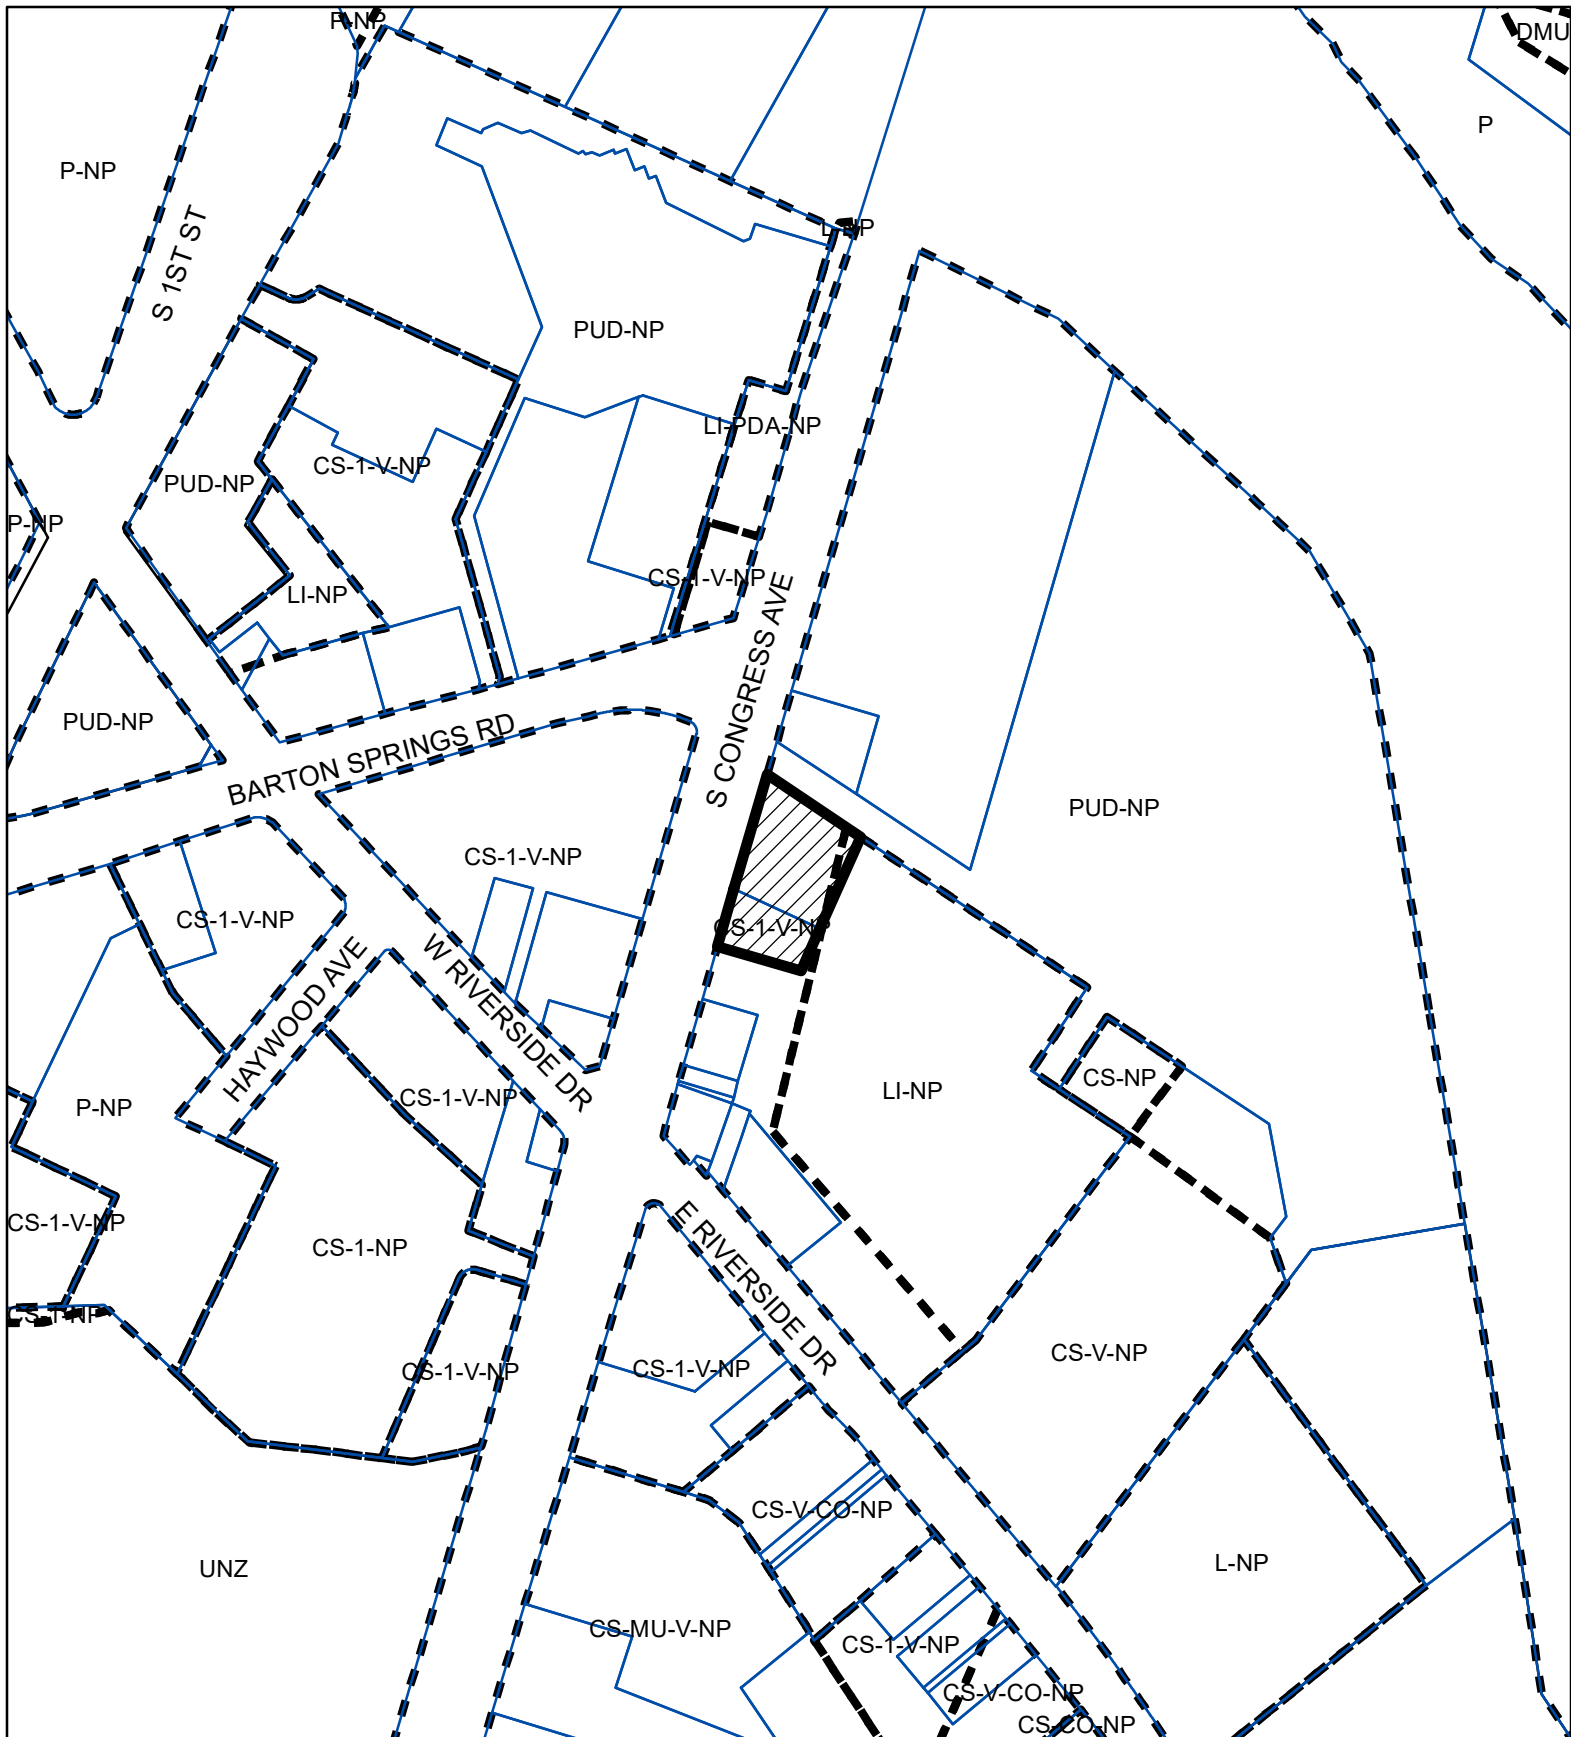 P-NP
DMU
P
P-NP
S 1ST ST
L-NP
PUD-NP
LI-PDA-NP
CS-1-V-NP
PUD-NP
P-NP
CS-1-V-NP
LI-NP
S CONGRESS AVE
PUD-NP
BARTON SPRINGS RD
PUD-NP
CS-1-V-NP
CS-1-V-NP
CS-1-V-NP
HAYWOOD AVE
W RIVERSIDE DR
CS-NP
LI-NP
CS-1-V-NP
P-NP
CS-1-V-NP
CS-1-NP
E RIVERSIDE DR
CS-1-NP
CS-V-NP
CS-1-V-NP
CS-1-V-NP
CS-V-CO-NP
L-NP
UNZ
CS-MU-V-NP
CS-1-V-NP
CS-V-CO-NP
CS-CO-NP